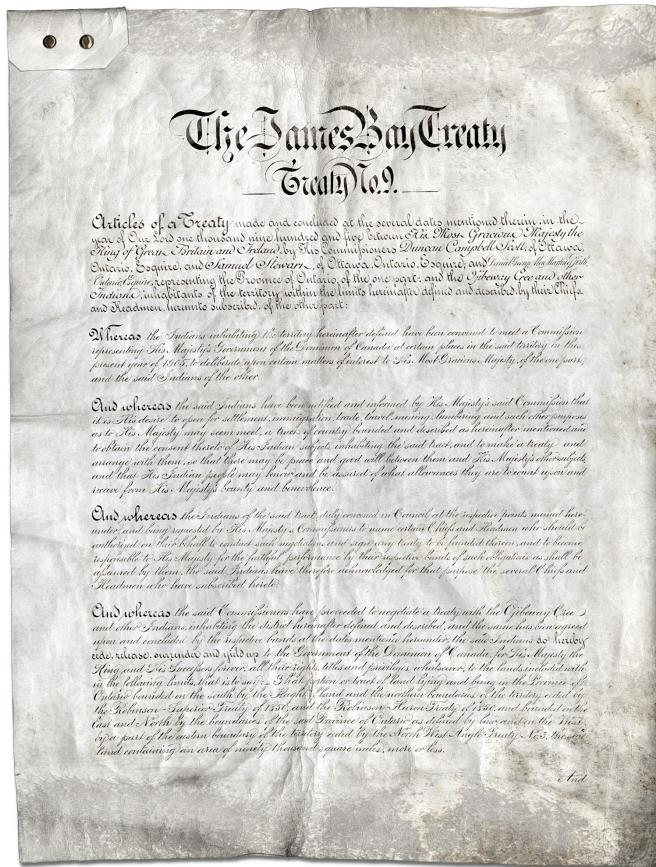 The James Bay Treaty
Treaty No. 9.
Articles of a Treaty made and concluded at the several dates mentioned therein, in the
year of Our Lord one thousand nine hundred and five between His Most Gracious Majesty the
King of Great Britain and Ireland, by His Commissioners Duncan Campbell Scott, of Ottawa,
Ontario, Esquire, and Samuel Stewart, of Ottawa, Ontario, Esquire; and Daniel George MacMartin, of Perth,
Ontario, Esquire, representing the Province of Ontario, of the one part; and the Ojibeway Cree and other
Indians, inhabitants of the territory within the limits hereinafter defined and described, by their Chiefs
and Headmen, hereunto subscribed, of the other part:
Whereas the Indians inhabiting the territory hereinafter defined have been convened to meet a Commission
representing His Majesty's Government of the Dominion of Canada at certain places in the said territory in this
present year of 1905, to deliberate upon certain matters of interest to His Most Gracious Majesty, of the one part,
and the said Indians of the other.
And whereas the said Indians have been notified and informed by His Majesty's said Commission that
it is His desire to open for settlement, immigration, trade, travel, mining, lumbering and such other purposes
as to His Majesty may seem meet, a tract of country bounded and described as hereinafter mentioned and
to obtain the consent thereto of His Indian subjects inhabiting the said tract, and to make a treaty and
arrange with them, so that there may be peace and good will between them and His Majesty's other subjects,
and that His Indian people may know and be assured of what allowances they are to count upon and
receive from His Majesty's bounty and benevolence.
And whereas the Indians of the said tract, duly convened in Council at the respective points named here-
under, and being requested by His Majesty's Commissioners to name certain Chiefs and Headmen who should be
authorized on their behalf to conduct such negotiations and sign any treaty to be founded thereon, and to become
responsible to His Majesty for the faithful performance by their respective bands of such obligations as shall be
assumed by them, the said Indians have therefore acknowledged for that purpose the several Chiefs and
Headmen who have subscribed hereto.
And whereas the said Commissioners have proceeded to negotiate a treaty with the Ojibeway Cree
and other Indians, inhabiting the district hereinafter defined and described, and the same has been agreed
upon and concluded by the respective bands at the dates mentioned hereunder, the said Indians do hereby
cede, release, surrender and yield up to the Government of the Dominion of Canada, for His Majesty the
King and His Successors forever, all their rights, titles and privileges whatsoever, to the lands included within
the following limits, that is to say:– That portion or tract of land lying and being in the Province of
Ontario bounded on the south by the Height of Land and the northern boundaries of the territory ceded by
the Robinson-Superior Treaty of 1850, and the Robinson-Huron Treaty of 1850, and bounded on the
East and North by the boundaries of the said Province of Ontario as defined by law, and on the West
by a part of the eastern boundary of the territory ceded by the North West Angle Treaty No. 3, the said
land containing an area of ninety thousand square miles, more or less.
And